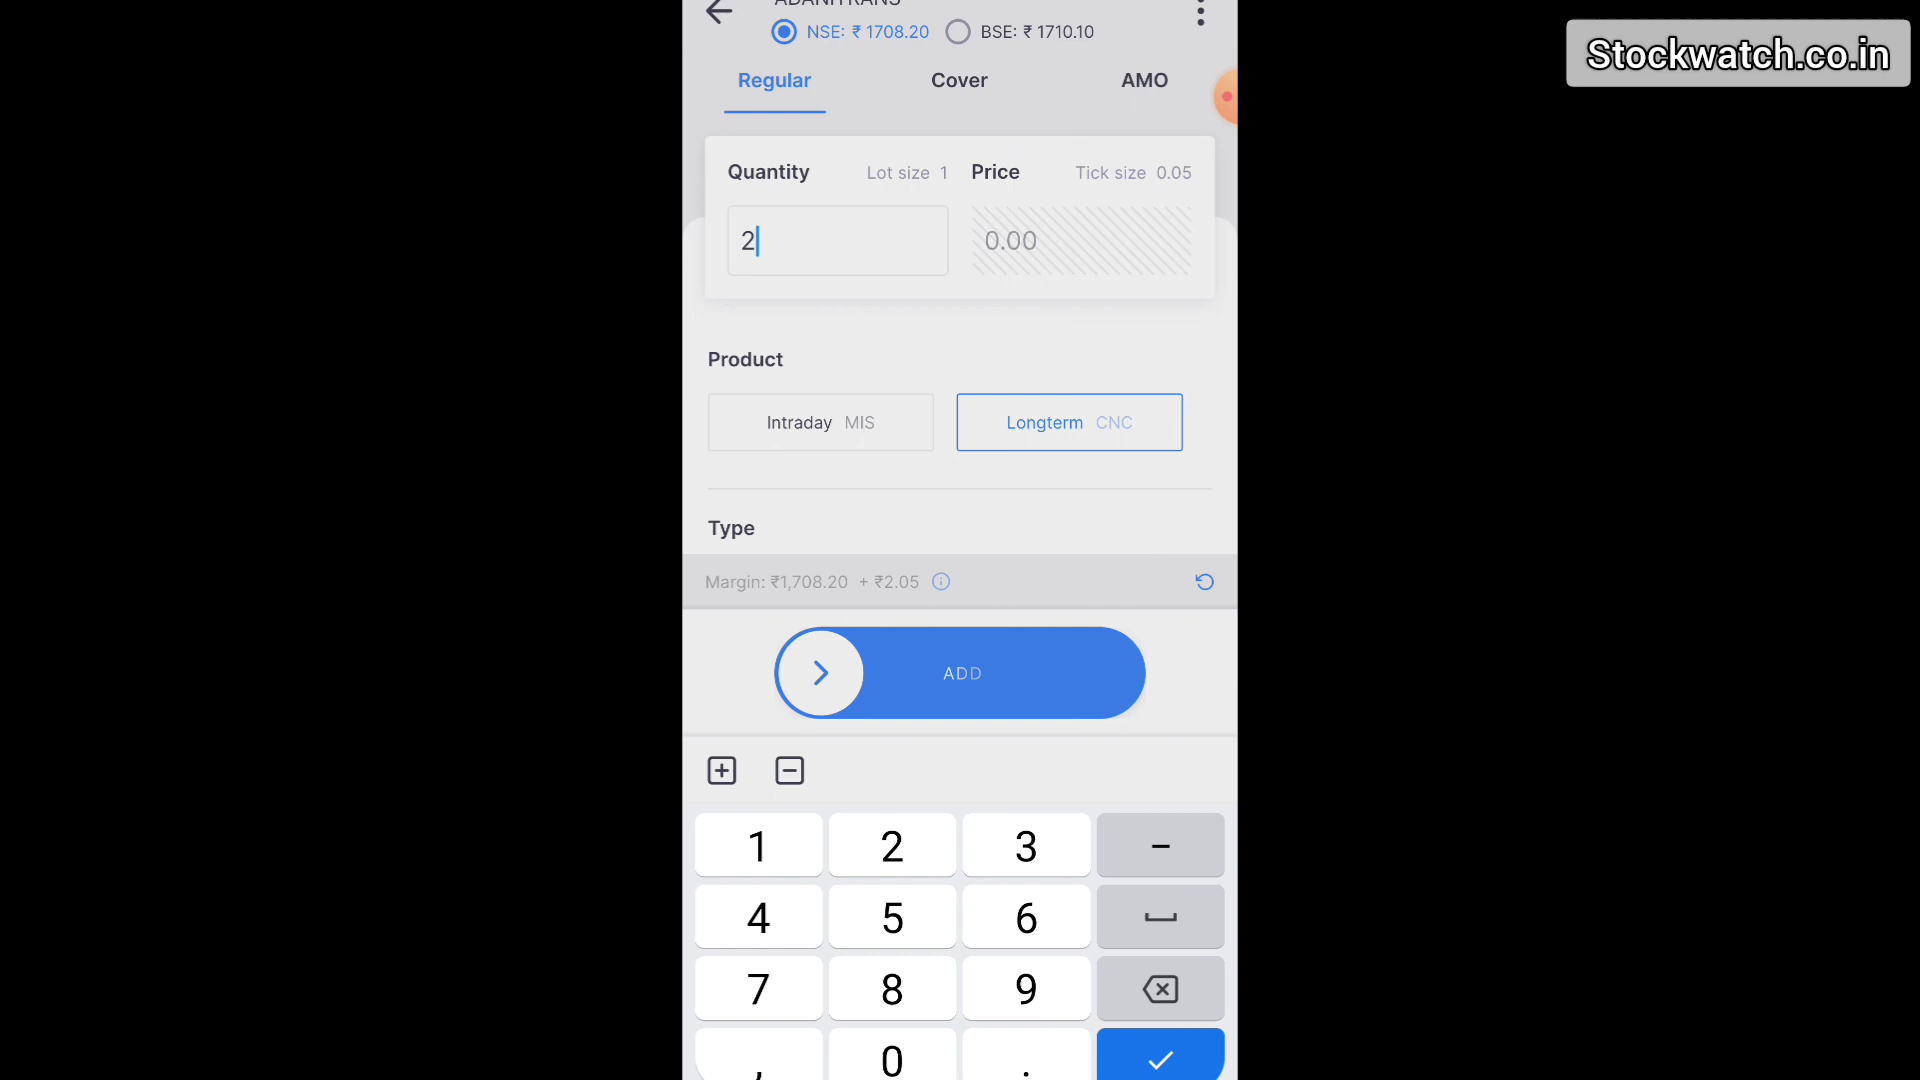 Stockwatch.co.in
ADANITRANS
NSE: ₹ 1708.20 BSE: ₹ 1710.10
Regular Cover AMO
Quantity Lot size 1 Price Tick size 0.05
2 0.00
Product
Intraday MIS Longterm CNC
Type
Margin: ₹1,708.20 + ₹2.05
ADD
1 2 3 -
4 5 6
7 8 9
, 0 .